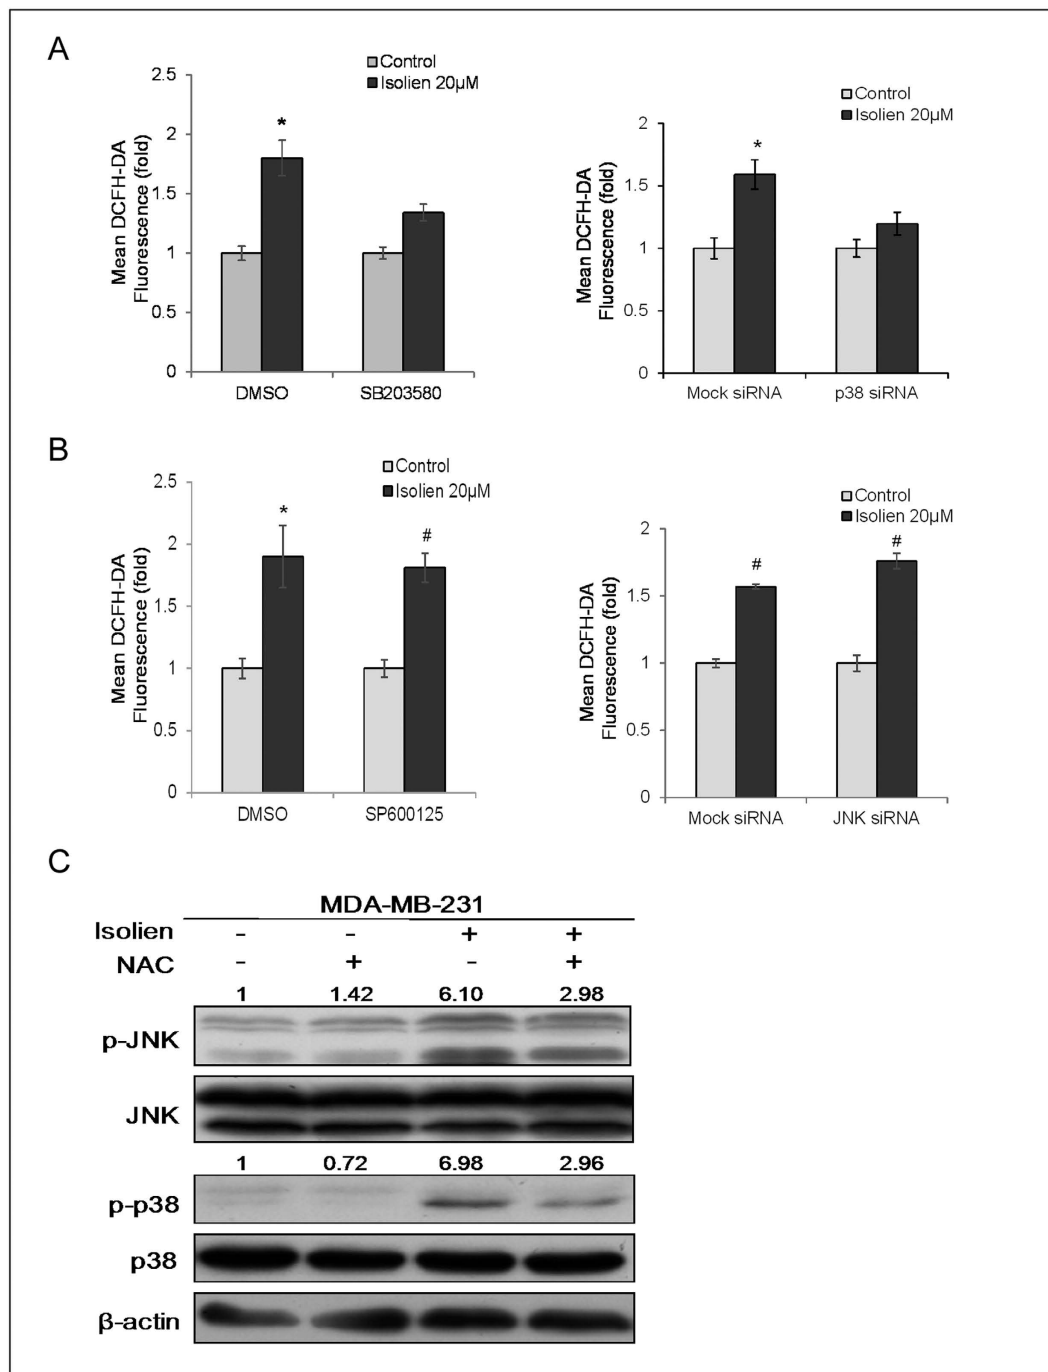 A
Control
Isolien 20µM
Mean DCFH-DA
Fluorescence (fold)
2.5
2
1.5
1
0.5
0
*
DMSO
SB203580
Control
Isolien 20µM
Mean DCFH-DA
Fluorescence (fold)
2
1.5
1
0.5
0
*
Mock siRNA
p38 siRNA
B
Control
Isolien 20µM
Mean DCFH-DA
Fluorescence (fold)
2.5
2
1.5
1
0.5
0
*
#
DMSO
SP600125
Control
Isolien 20µM
Mean DCFH-DA
Fluorescence (fold)
2
1.5
1
0.5
0
#
#
Mock siRNA
JNK siRNA
C
MDA-MB-231
Isolien - - + +
NAC - + - +
1 1.42 6.10 2.98
p-JNK
JNK
1 0.72 6.98 2.96
p-p38
p38
β-actin